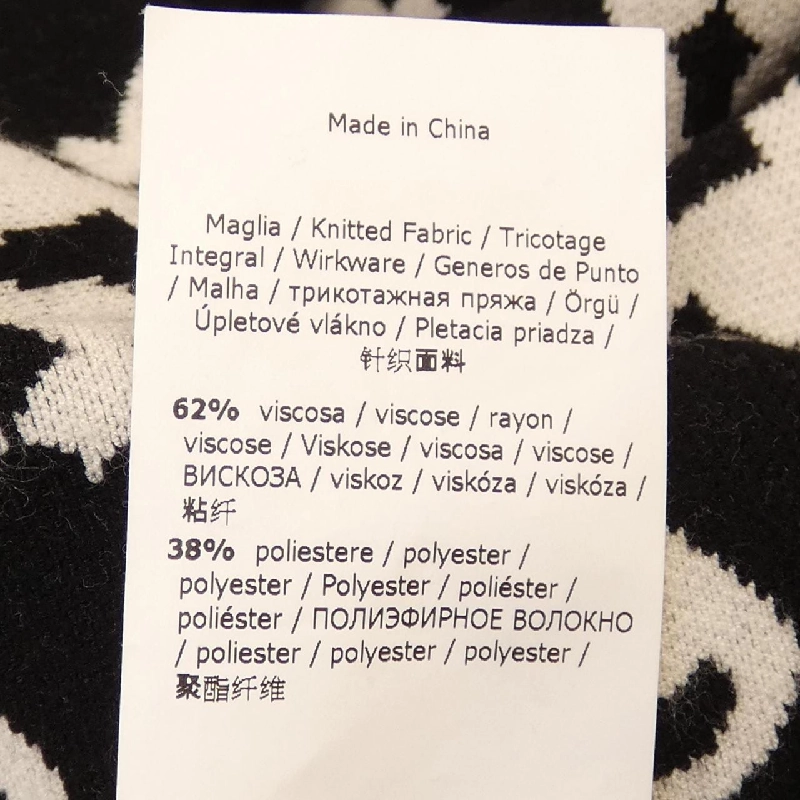 Made in China
Maglia / Knitted Fabric / Tricotage
Integral / Wirkware / Generos de Punto
/ Malha / трикотажная пряжа / Örgü /
Úpletové vlákno / Pletacia priadza /
针织面料
62% viscosa / viscose / rayon /
viscose / Viskose / viscosa / viscose /
ВИСКОЗА / viskoz / viskóza / viskóza /
粘纤
38% poliestere / polyester /
polyester / Polyester / poliéster /
poliéster / ПОЛИЭФИРНОЕ ВОЛОКНО
/ poliester / polyester / polyester /
聚酯纤维